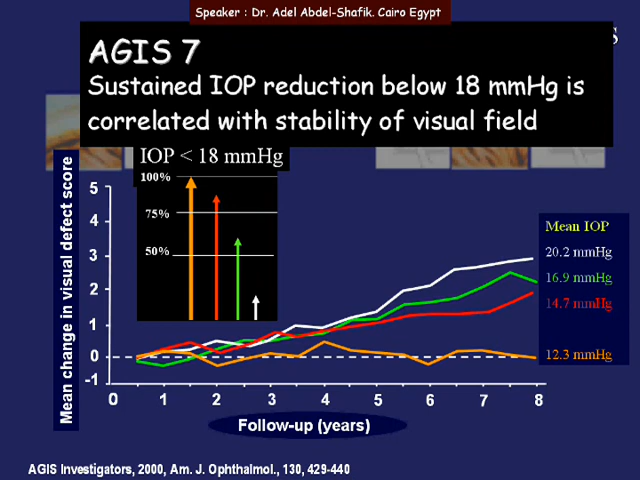 Speaker : Dr. Adel Abdel-Shafik. Cairo Egypt
S
AGIS 7
Sustained IOP reduction below 18 mmHg is
correlated with stability of visual field
IOP < 18 mmHg
100%
75%
50%
Mean change in visual defect score
5
4
3
2
1
0
-1
0 1 2 3 4 5 6 7 8
Follow-up (years)
Mean IOP
20.2 mmHg
16.9 mmHg
14.7 mmHg
12.3 mmHg
AGIS Investigators, 2000, Am. J. Ophthalmol., 130, 429-440